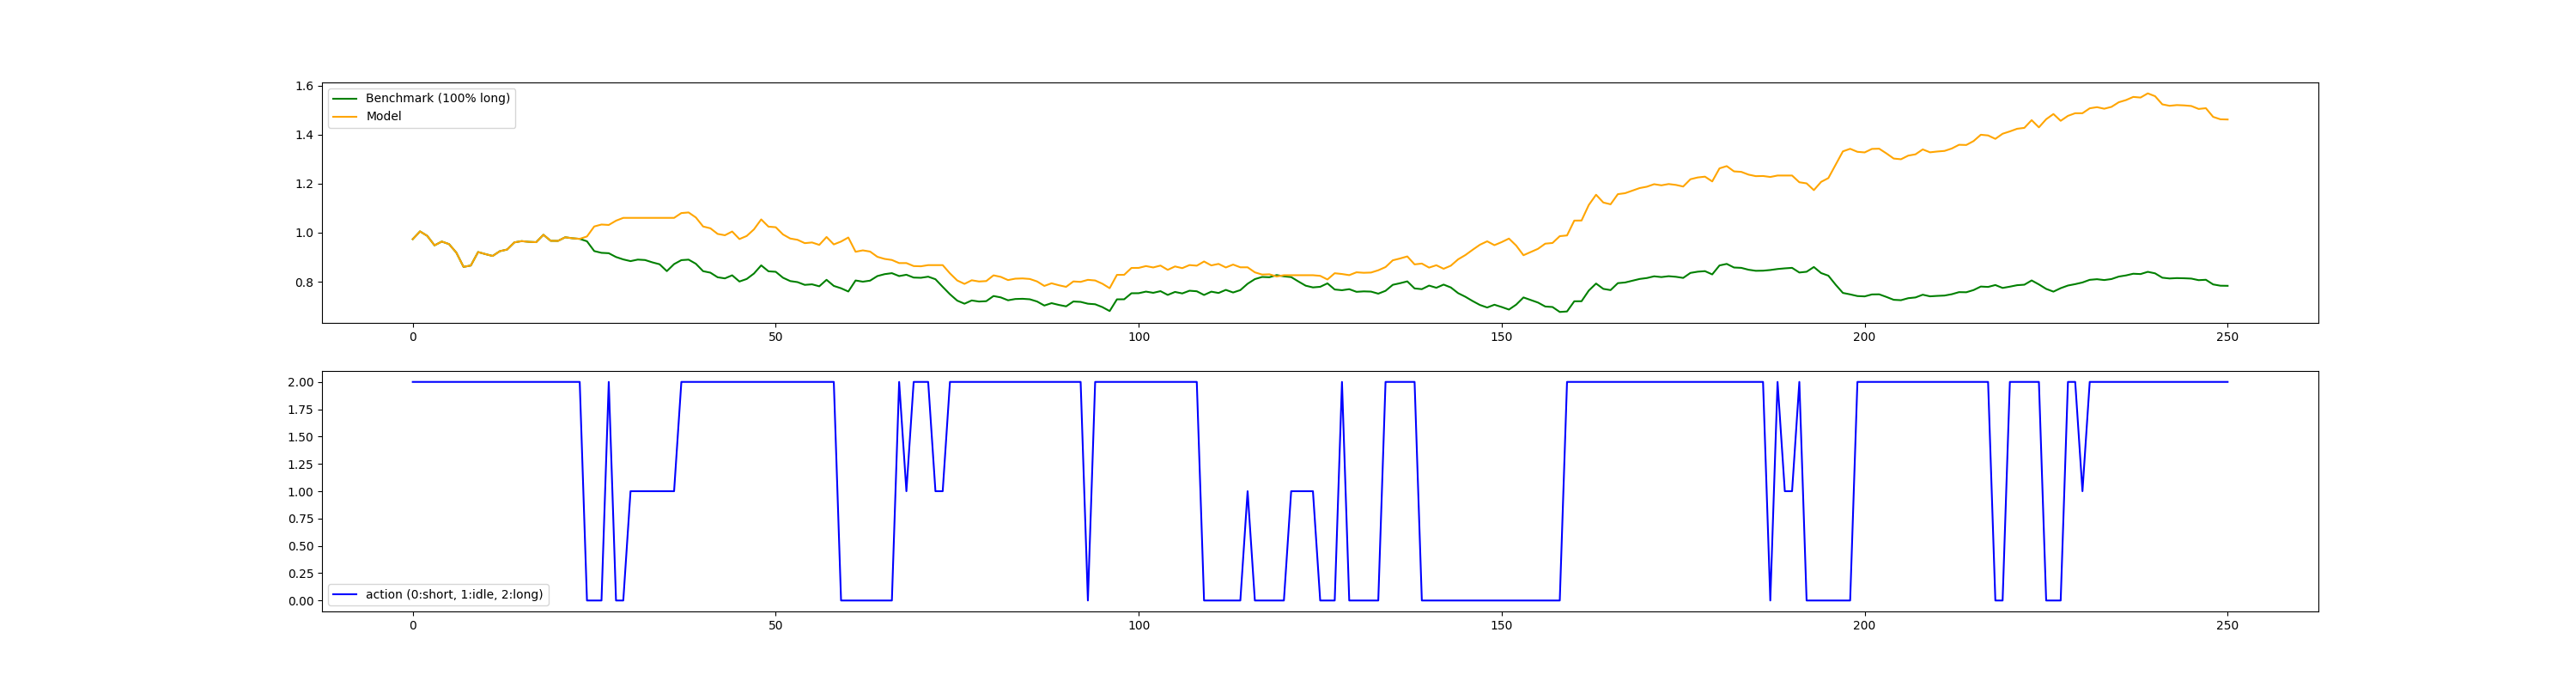 1.6
1.4
1.2
1.0
0.8
Benchmark (100% long)
Model
0 50 100 150 200 250
2.00
1.75
1.50
1.25
1.00
0.75
0.50
0.25
0.00
action (0:short, 1:idle, 2:long)
0 50 100 150 200 250